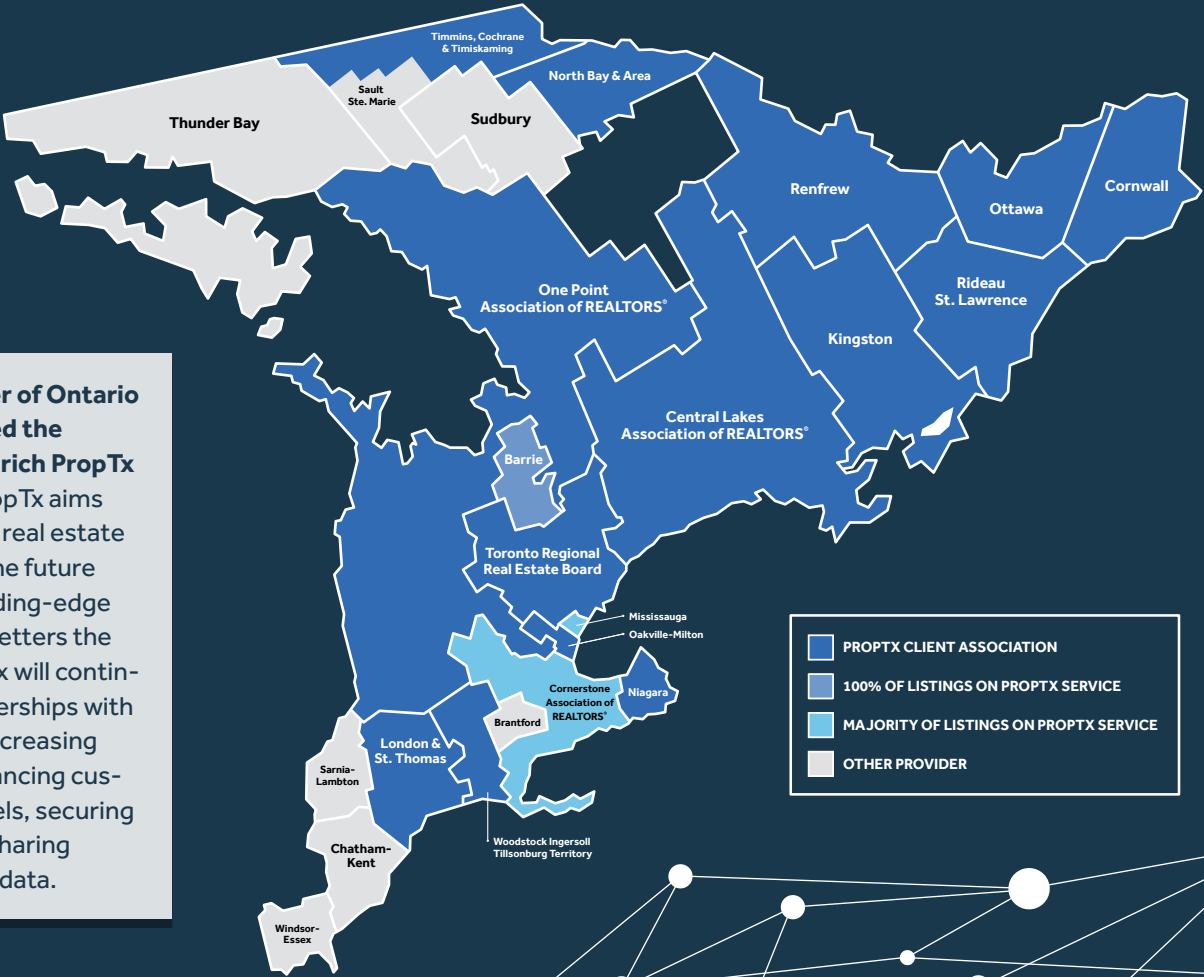 Timmins, Cochrane
& Timiskaming
North Bay & Area
Sault
Ste. Marie
Thunder Bay
Sudbury
Renfrew
Ottawa
Cornwall
One Point
Association of REALTORS®
Rideau
St. Lawrence
Kingston
Central Lakes
Association of REALTORS®
Barrie
Toronto Regional
Real Estate Board
Mississauga
Oakville-Milton
Cornerstone
Association of
REALTORS®
Niagara
Brantford
London &
St. Thomas
Sarnia-
Lambton
Woodstock Ingersoll
Tillsonburg Territory
Chatham-
Kent
Windsor-
Essex
er of Ontario
ed the
rich PropTx
opTx aims
real estate
ne future
ding-edge
etters the
x will contin-
erships with
creasing
ancing cus-
els, securing
haring
data.
PROPTX CLIENT ASSOCIATION
100% OF LISTINGS ON PROPTX SERVICE
MAJORITY OF LISTINGS ON PROPTX SERVICE
OTHER PROVIDER